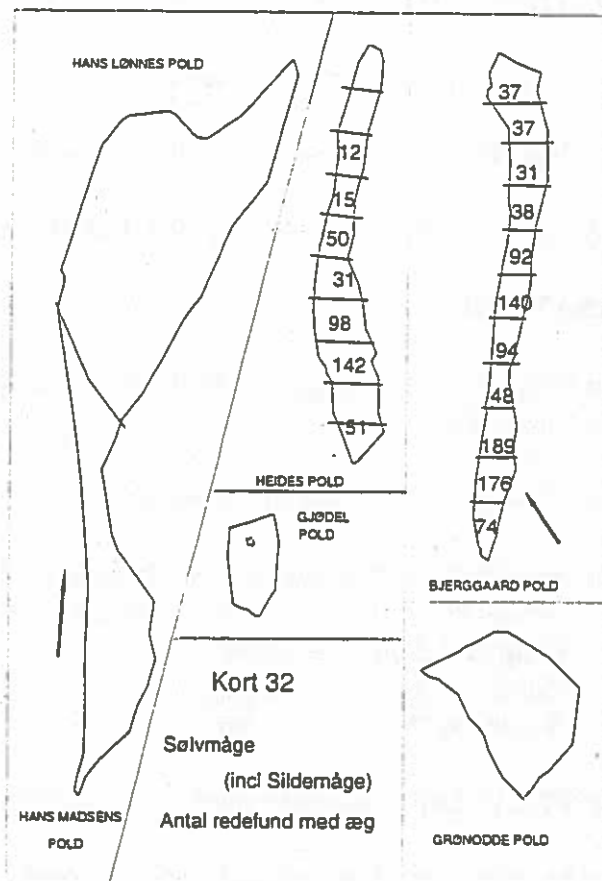 HANS LØNNES POLD
12
15
50
31
98
142
51
HEIDES POLD
37
37
31
38
92
140
94
48
189
176
74
BJERGGAARD POLD
GJØDEL
POLD
Kort 32
Sølvmåge
(incl Sildemåge)
Antal redefund med æg
HANS MADSENS
POLD
GRØNODDE POLD